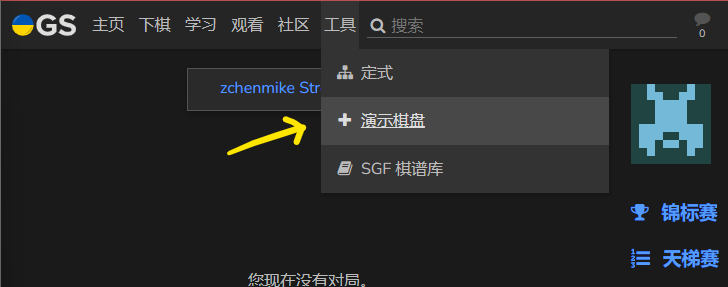 OGS 主页 下棋 学习 观看 社区 工具 搜索 0
定式
zchenmike Str
演示棋盘
SGF 棋谱库
锦标赛
123 天梯赛
您现在没有对局。